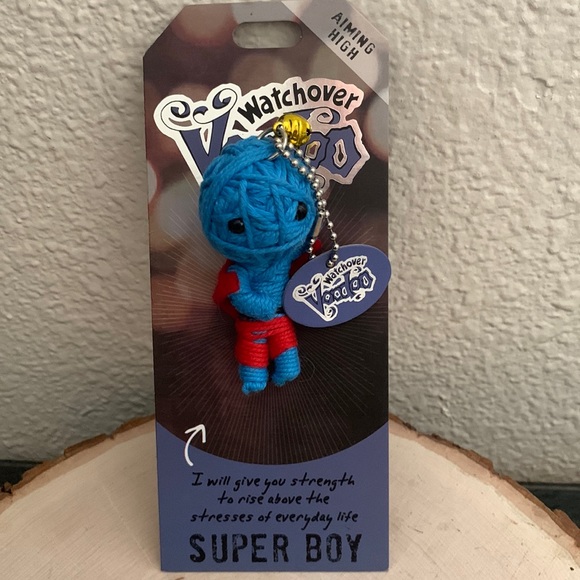 AIMING
HIGH
Watchover
Voodoo
Watchover
Voodoo
I will give you strength
to rise above the
stresses of everyday life
SUPER BOY